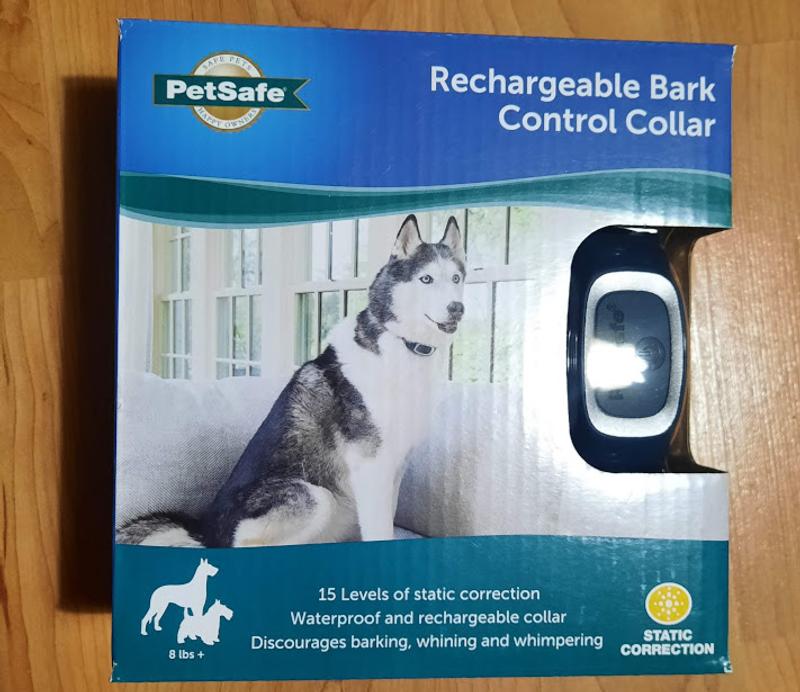 SAFE PETS
PetSafe®
HAPPY OWNERS
Rechargeable Bark
Control Collar
PetSafe®
15 Levels of static correction
Waterproof and rechargeable collar
Discourages barking, whining and whimpering
8 lbs +
STATIC
CORRECTION